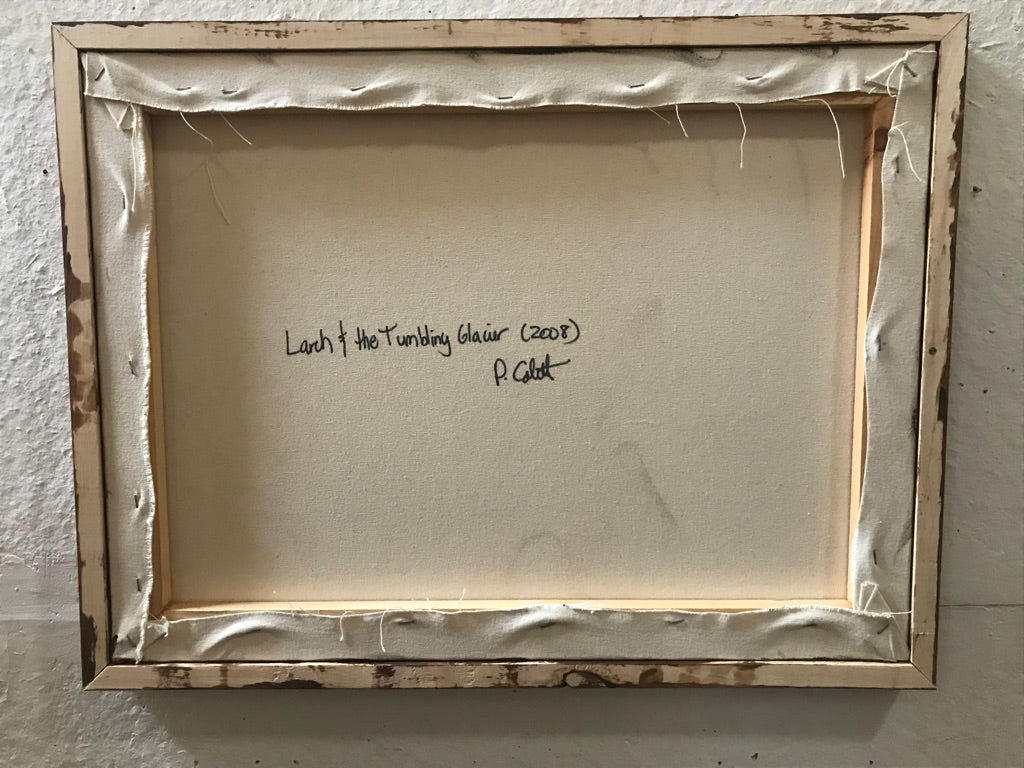 Larch & the Tumbling Glacier (2008)
P.